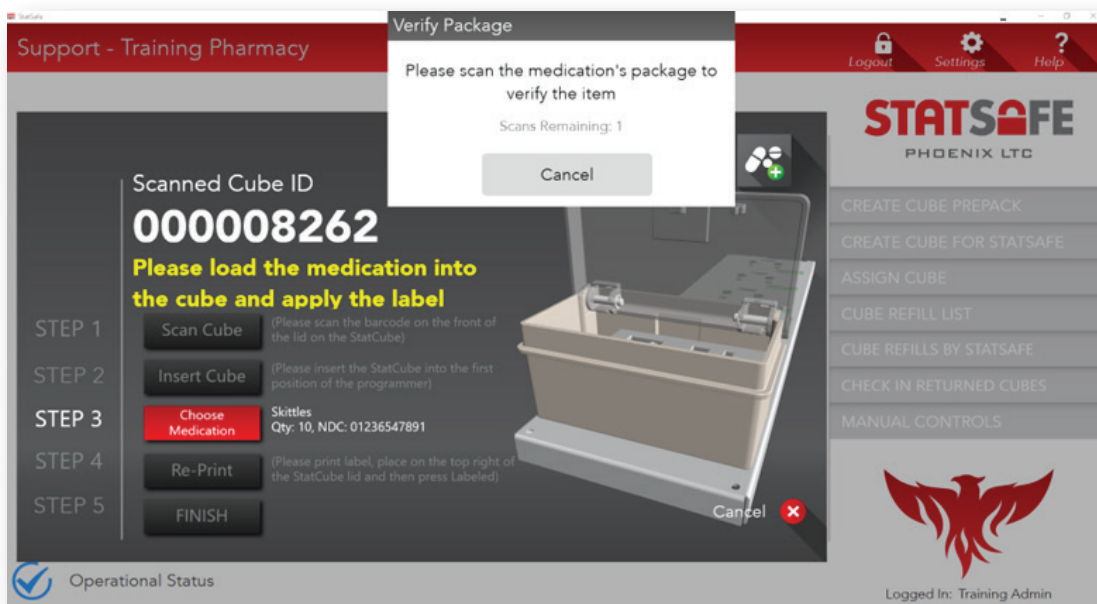 StatSafe
Support - Training Pharmacy
Verify Package
Please scan the medication's package to
verify the item
Scans Remaining: 1
Cancel
Logout
Settings
Help
STATSAFE
PHOENIX LTC
Scanned Cube ID
000008262
Please load the medication into
the cube and apply the label
STEP 1
Scan Cube
(Please scan the barcode on the front of
the lid on the StatCube)
STEP 2
Insert Cube
(Please insert the StatCube into the first
position of the programmer)
STEP 3
Choose
Medication
Skittles
Qty: 10, NDC: 01236547891
STEP 4
Re-Print
(Please print label, place on the top right of
the StatCube lid and then press Labeled)
STEP 5
FINISH
Cancel
CREATE CUBE PREPACK
CREATE CUBE FOR STATSAFE
ASSIGN CUBE
CUBE REFILL LIST
CUBE REFILLS BY STATSAFE
CHECK IN RETURNED CUBES
MANUAL CONTROLS
Operational Status
Logged In: Training Admin